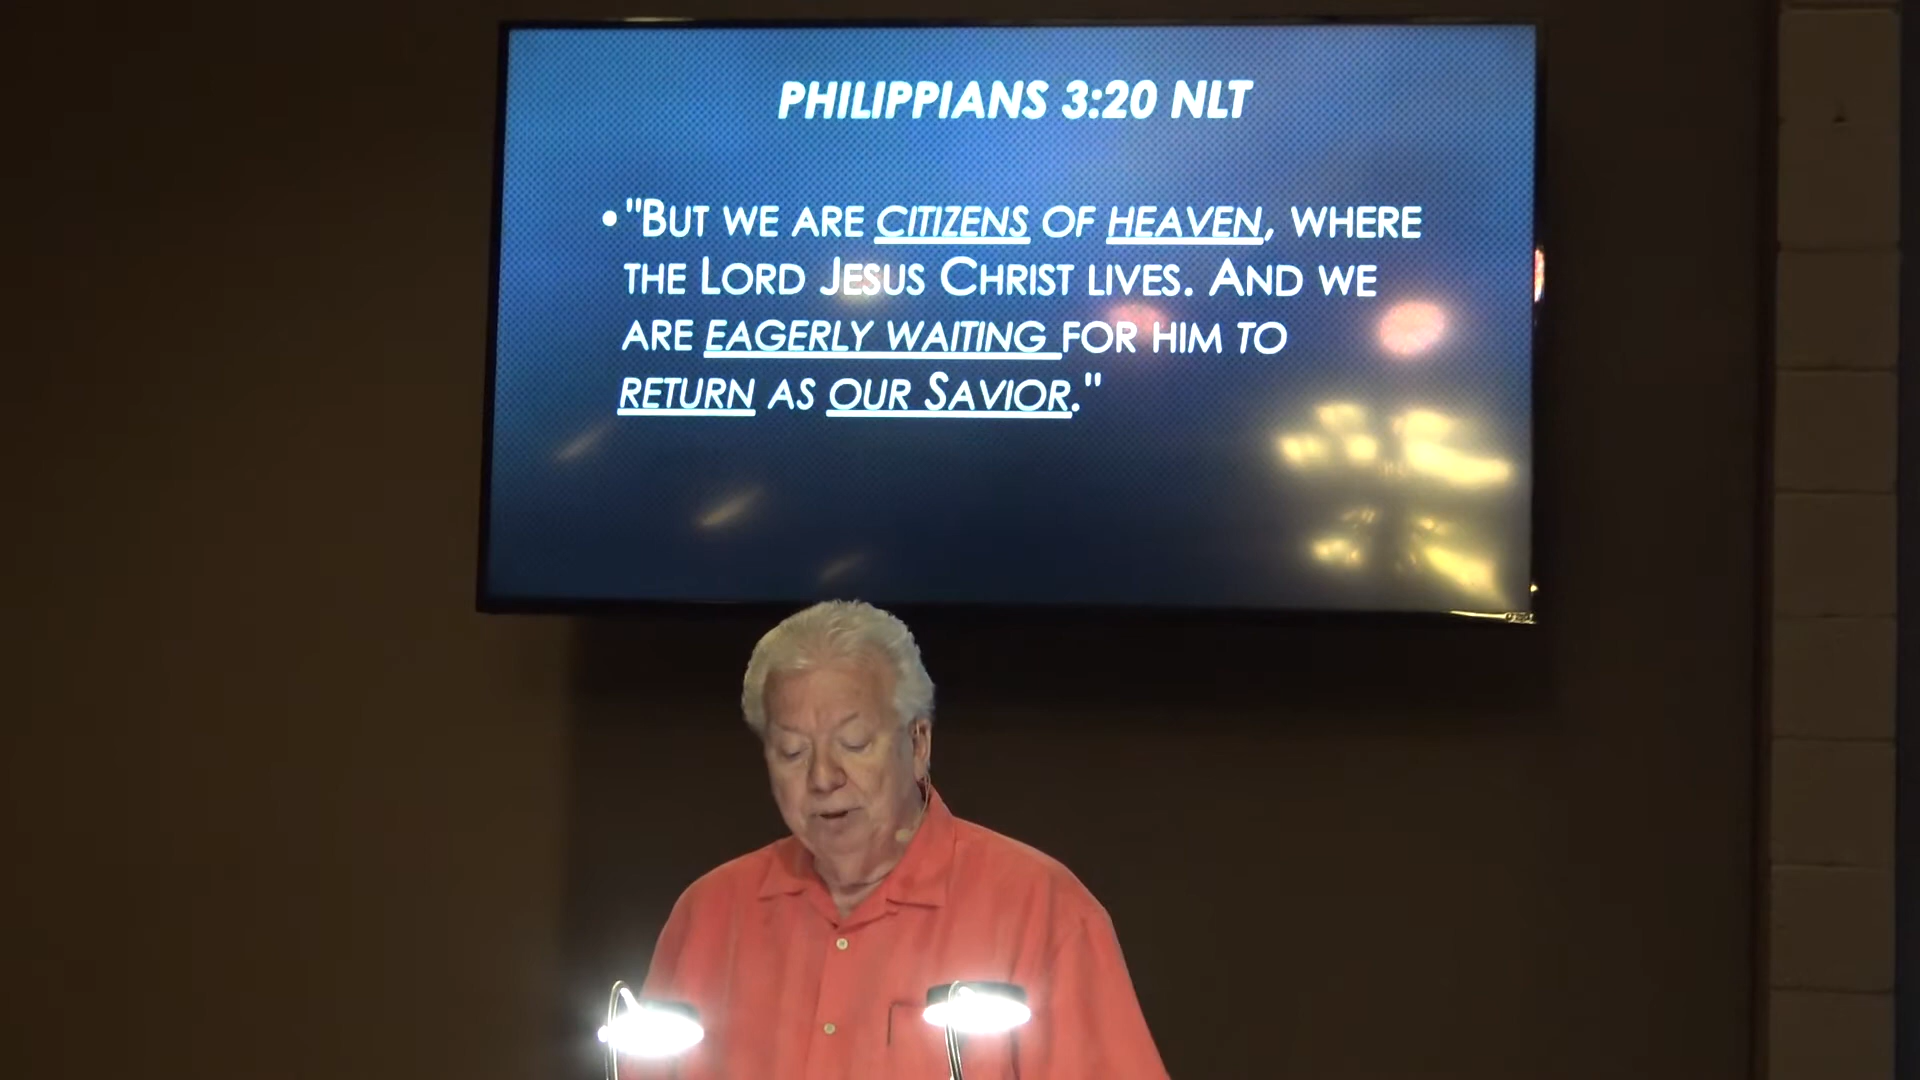 PHILIPPIANS 3:20 NLT
• "BUT WE ARE CITIZENS OF HEAVEN, WHERE
THE LORD JESUS CHRIST LIVES. AND WE
ARE EAGERLY WAITING FOR HIM TO
RETURN AS OUR SAVIOR."